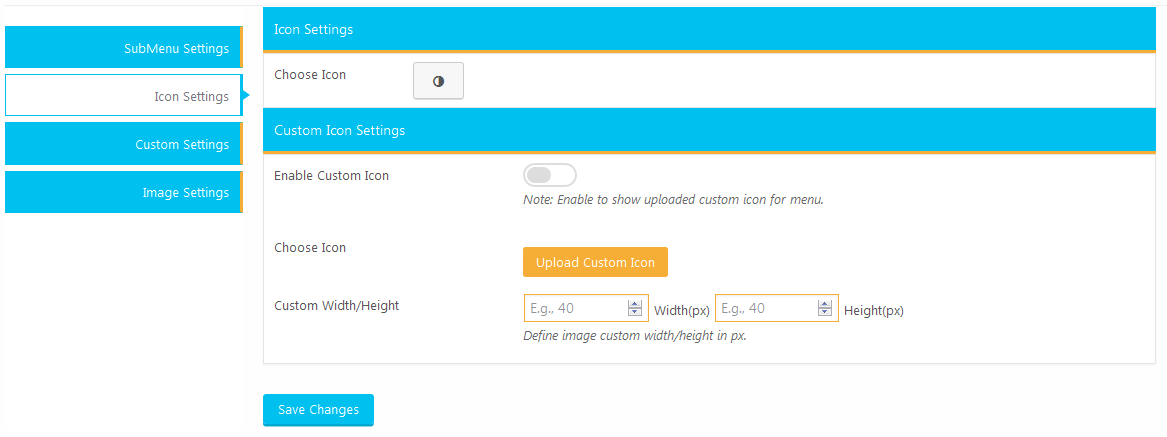 SubMenu Settings
Icon Settings
Custom Settings
Image Settings
Icon Settings
Choose Icon
Custom Icon Settings
Enable Custom Icon
Note: Enable to show uploaded custom icon for menu.
Choose Icon
Upload Custom Icon
Custom Width/Height
E.g., 40 Width(px) E.g., 40 Height(px)
Define image custom width/height in px.
Save Changes